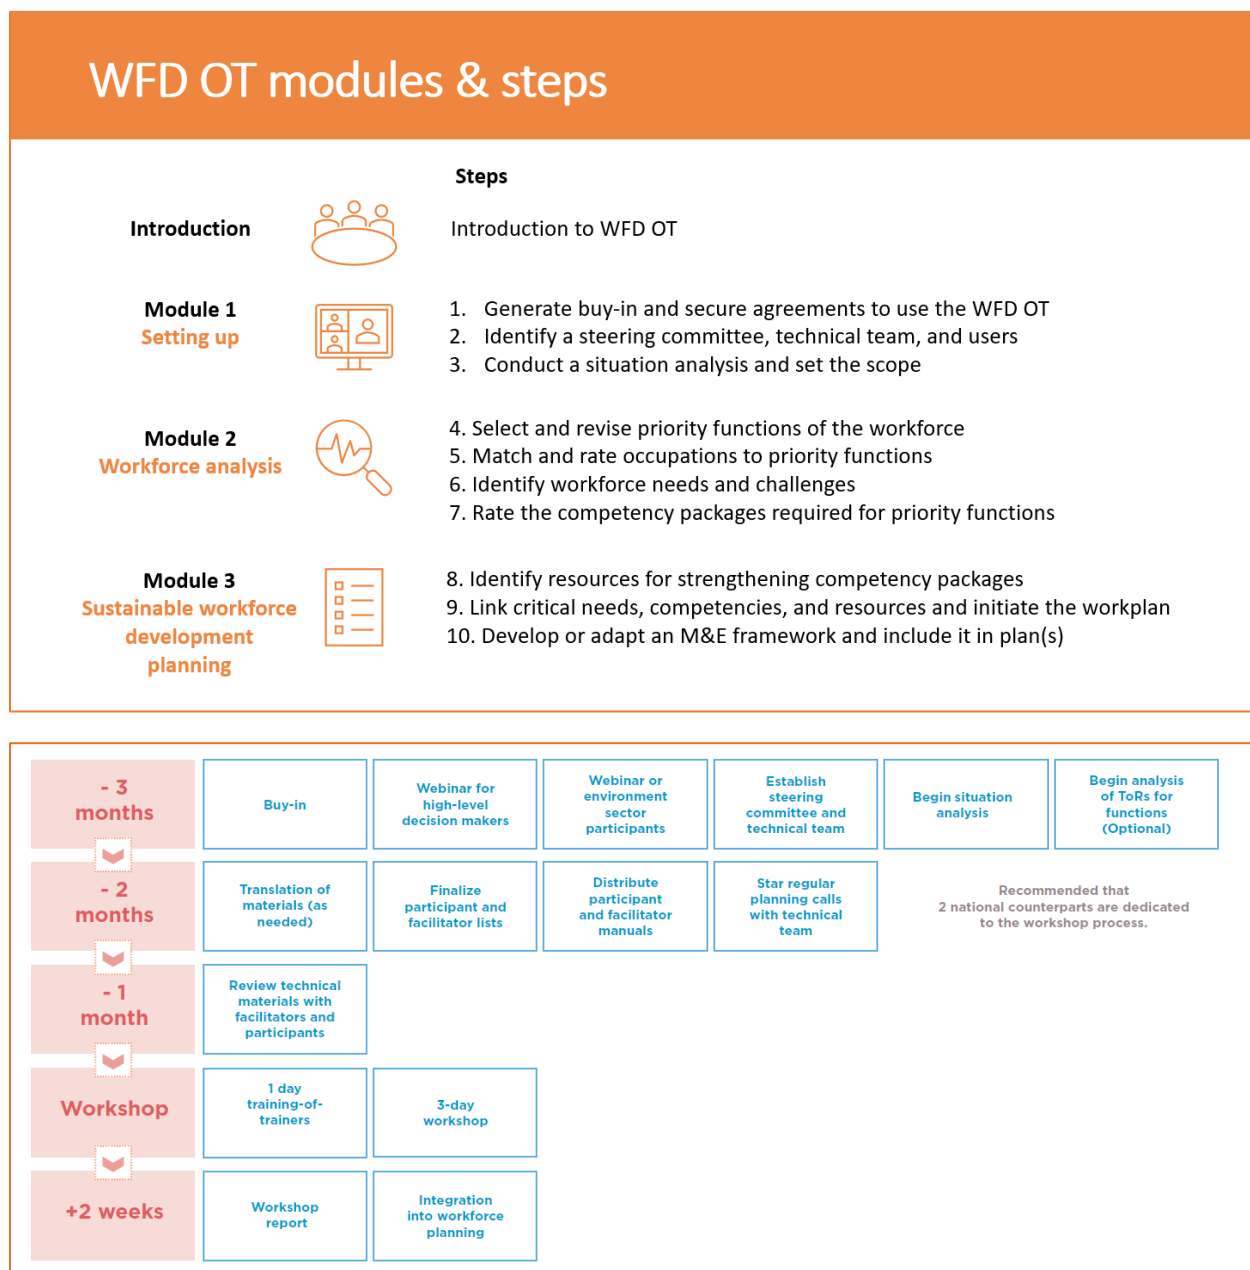 WFD OT modules & steps
Steps
Introduction
Introduction to WFD OT
Module 1
Setting up
1. Generate buy-in and secure agreements to use the WFD OT
2. Identify a steering committee, technical team, and users
3. Conduct a situation analysis and set the scope
Module 2
Workforce analysis
4. Select and revise priority functions of the workforce
5. Match and rate occupations to priority functions
6. Identify workforce needs and challenges
7. Rate the competency packages required for priority functions
Module 3
Sustainable workforce
development
planning
8. Identify resources for strengthening competency packages
9. Link critical needs, competencies, and resources and initiate the workplan
10. Develop or adapt an M&E framework and include it in plan(s)
- 3
months
Buy-in
Webinar for
high-level
decision makers
Webinar or
environment
sector
participants
Establish
steering
committee and
technical team
Begin situation
analysis
Begin analysis
of ToRs for
functions
(Optional)
- 2
months
Translation of
materials (as
needed)
Finalize
participant and
facilitator lists
Distribute
participant
and facilitator
manuals
Star regular
planning calls
with technical
team
Recommended that
2 national counterparts are dedicated
to the workshop process.
- 1
month
Review technical
materials with
facilitators and
participants
Workshop
1 day
training-of-
trainers
3-day
workshop
+2 weeks
Workshop
report
Integration
into workforce
planning